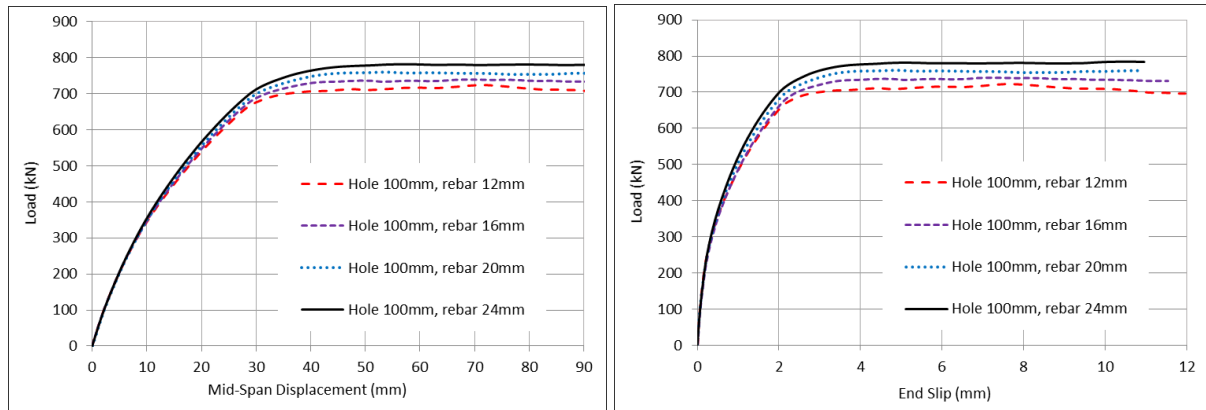 900
800
700
600
500
400
300
200
100
0
Load (kN)
Hole 100mm, rebar 12mm
Hole 100mm, rebar 16mm
Hole 100mm, rebar 20mm
Hole 100mm, rebar 24mm
0 10 20 30 40 50 60 70 80 90
Mid-Span Displacement (mm)
900
800
700
600
500
400
300
200
100
0
Load (kN)
Hole 100mm, rebar 12mm
Hole 100mm, rebar 16mm
Hole 100mm, rebar 20mm
Hole 100mm, rebar 24mm
0 2 4 6 8 10 12
End Slip (mm)